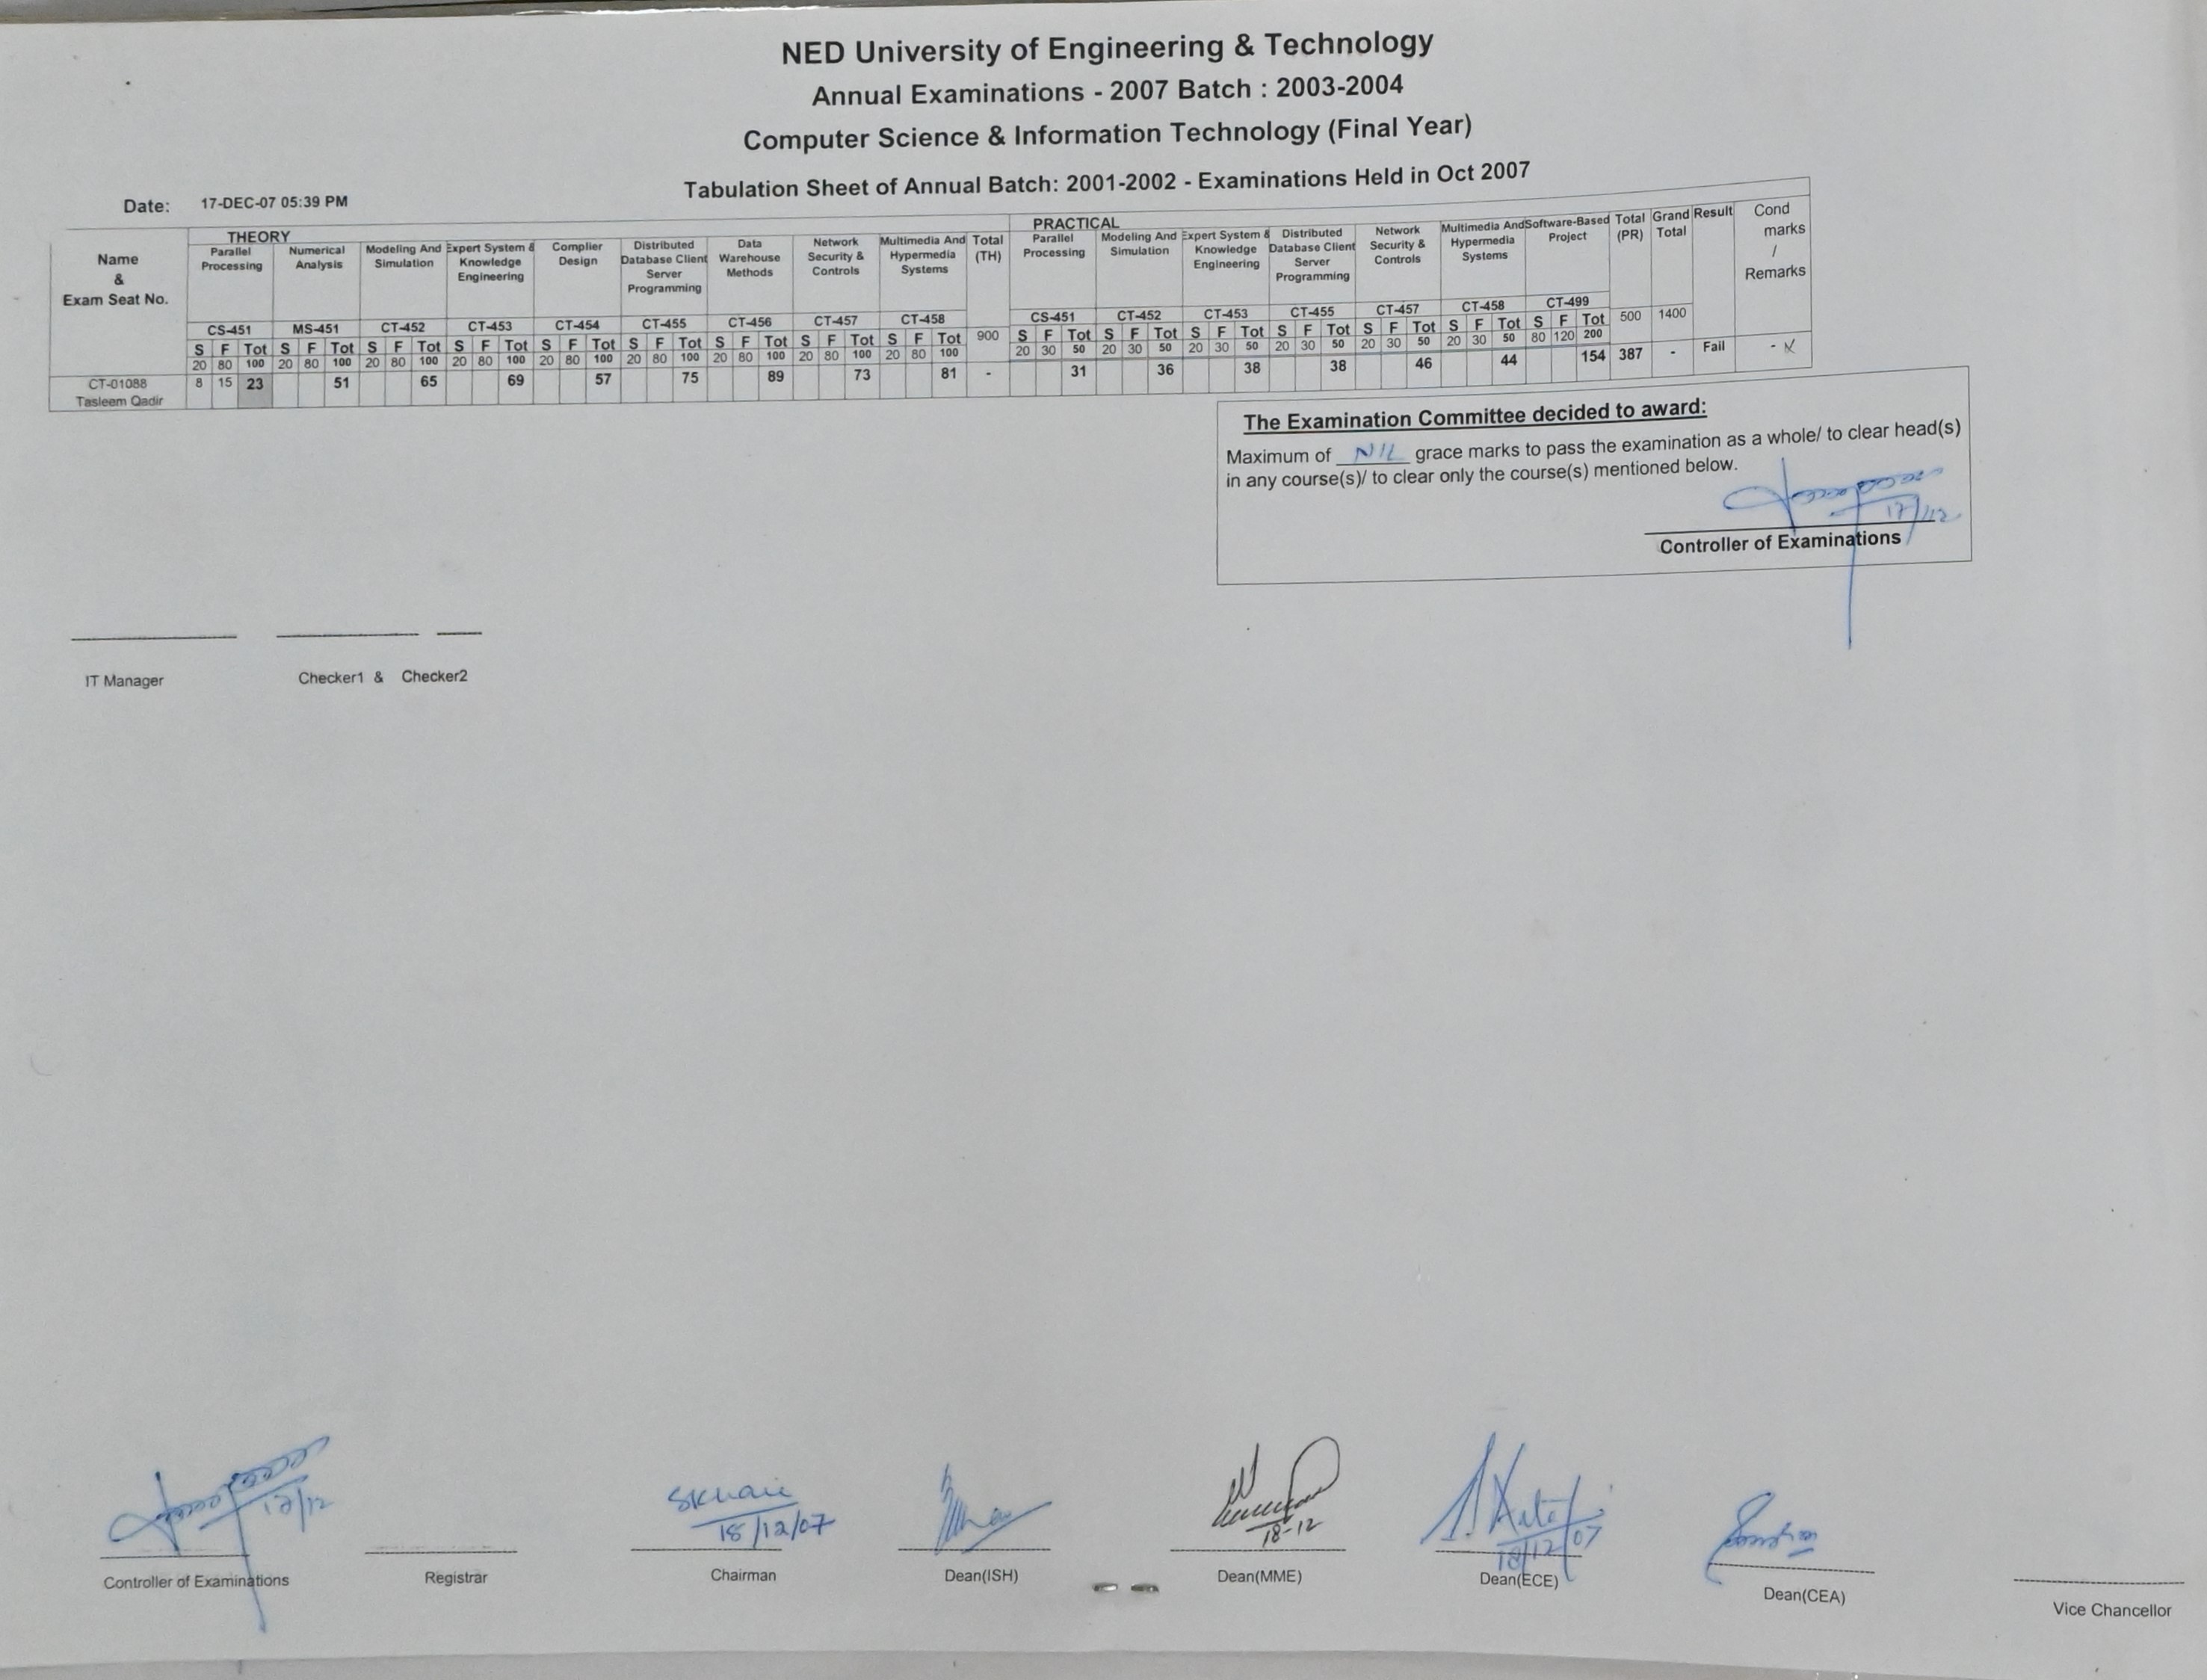 NED University of Engineering & Technology
Annual Examinations - 2007 Batch : 2003-2004
Computer Science & Information Technology (Final Year)
Tabulation Sheet of Annual Batch: 2001-2002 - Examinations Held in Oct 2007
Date: 17-DEC-07 05:39 PM
Name & Exam Seat No.
THEORY
Parallel Processing
Numerical Analysis
Modeling And Simulation
Expert System & Knowledge Engineering
Complier Design
Distributed Database Client Server Programming
Data Warehouse Methods
Network Security & Controls
Multimedia And Hypermedia Systems
Total (TH)
PRACTICAL
Parallel Processing
Modeling And Simulation
Expert System & Knowledge Engineering
Distributed Database Client Server Programming
Network Security & Controls
Multimedia And Hypermedia Systems
Software-Based Project
Total (PR)
Grand Total
Result
Cond marks / Remarks
CS-451 MS-451 CT-452 CT-453 CT-454 CT-455 CT-456 CT-457 CT-458 CS-451 CT-452 CT-453 CT-455 CT-457 CT-458 CT-499
S F Tot S F Tot S F Tot S F Tot S F Tot S F Tot S F Tot S F Tot S F Tot 900 S F Tot S F Tot S F Tot S F Tot S F Tot S F Tot S F Tot 500 1400
20 80 100 20 80 100 20 80 100 20 80 100 20 80 100 20 80 100 20 80 100 20 80 100 20 80 100 20 30 50 20 30 50 20 30 50 20 30 50 20 30 50 20 30 50 80 120 200
CT-01088 8 15 23 51 65 69 57 75 89 73 81 - 31 36 38 38 46 44 154 387 - Fail -
Tasleem Qadir
The Examination Committee decided to award:
Maximum of NIL grace marks to pass the examination as a whole/ to clear head(s)
in any course(s)/ to clear only the course(s) mentioned below.
17/12
Controller of Examinations
IT Manager Checker1 & Checker2
17/12
18/12/07
18-12
18/12/07
Controller of Examinations
Registrar
Chairman
Dean(ISH)
Dean(MME)
Dean(ECE)
Dean(CEA)
Vice Chancellor